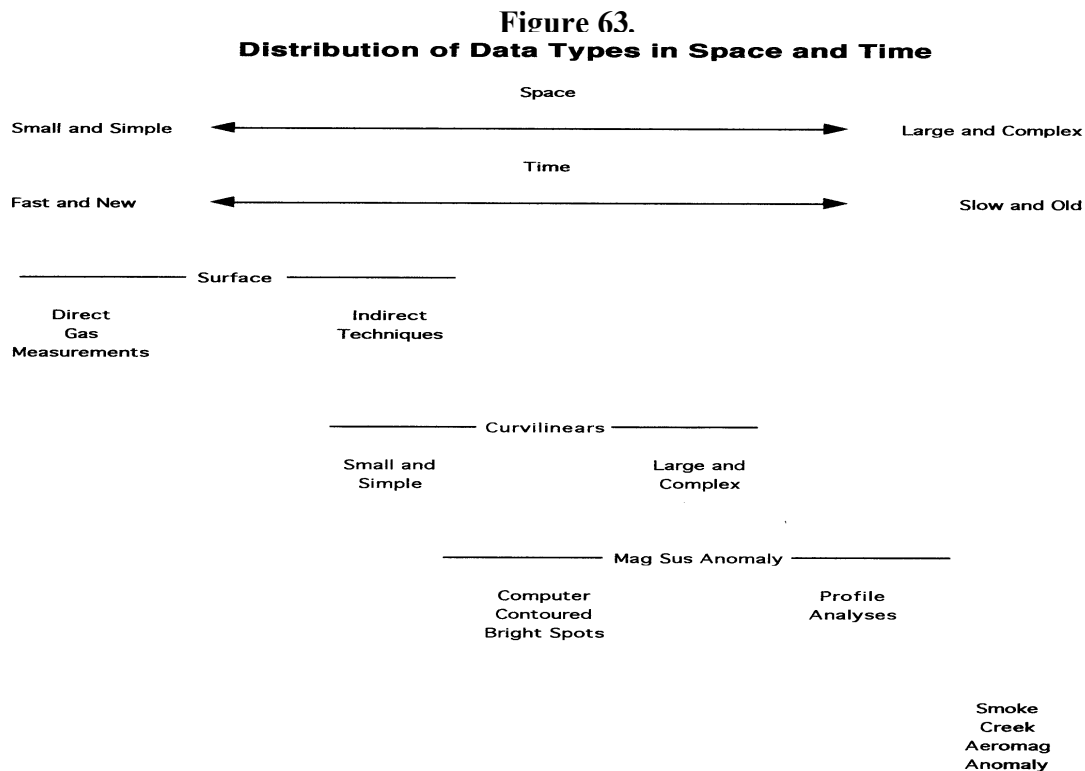 Figure 63.
Distribution of Data Types in Space and Time
Space
Small and Simple Large and Complex
Time
Fast and New Slow and Old
Surface
Direct
Gas
Measurements
Indirect
Techniques
Curvilinears
Small and
Simple
Large and
Complex
Mag Sus Anomaly
Computer
Contoured
Bright Spots
Profile
Analyses
Smoke
Creek
Aeromag
Anomaly